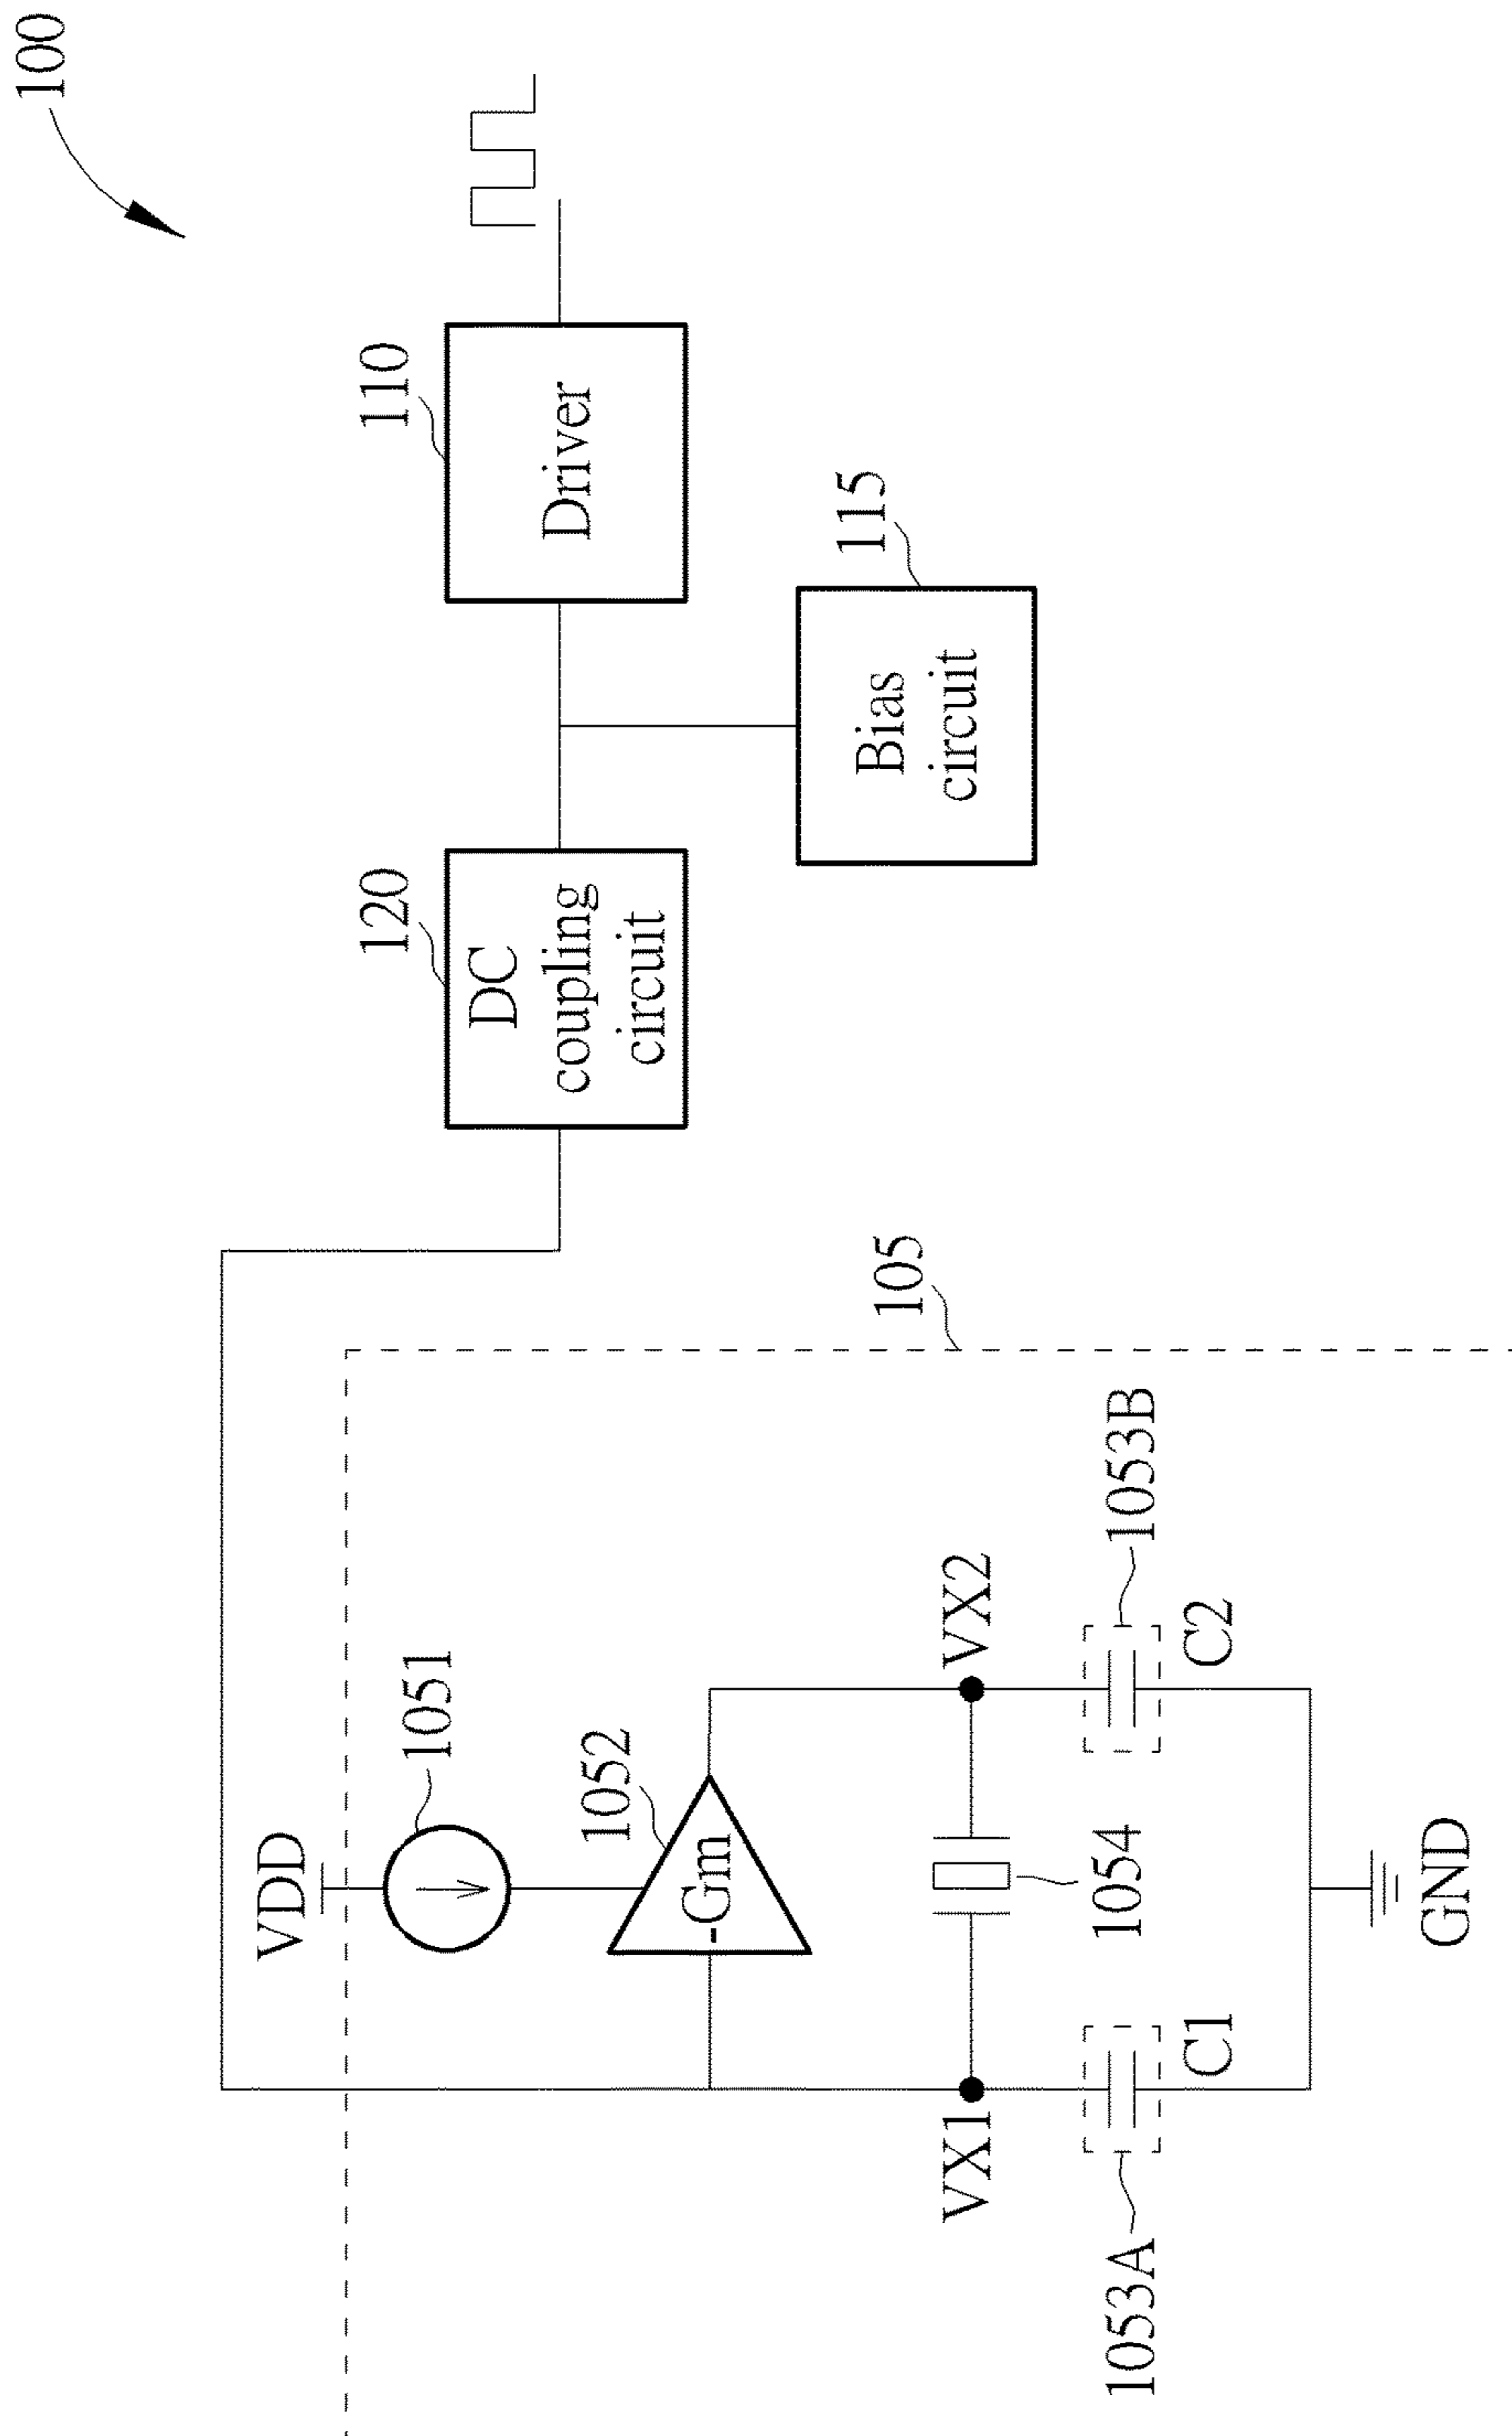 100
110
Driver
115
Bias
circuit
120
DC
coupling
circuit
105
VDD
1051
1052
-Gm
VX1
VX2
1054
1053A
C1
1053B
C2
GND